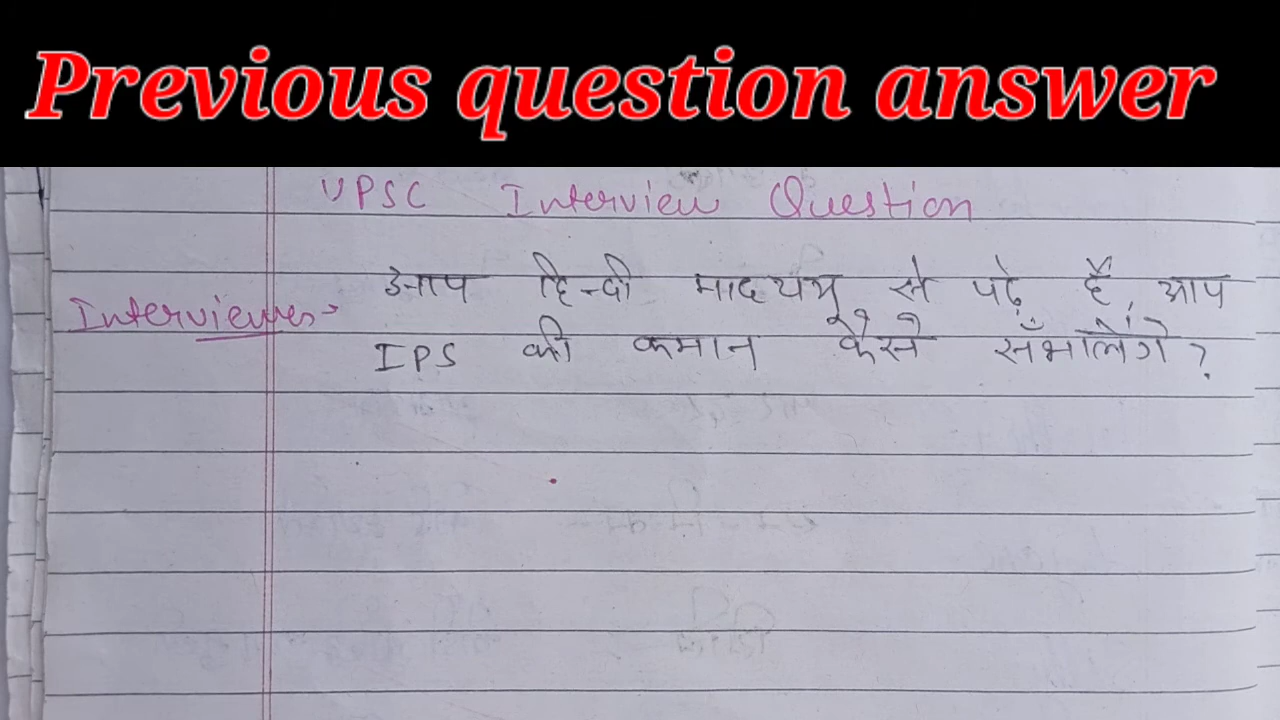 Previous question answer
UPSC Interview Question
आप हिन्दी माध्यम से पढ़े हैं, आप
Interviewer-
IPS की कमान कैसे सँभालेंगे?